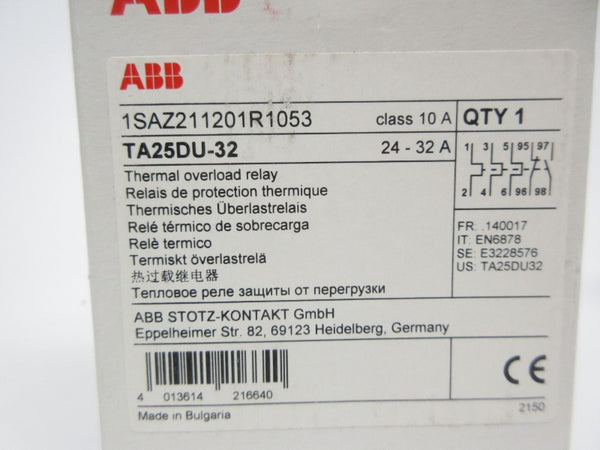 ABB
ABB
1SAZ211201R1053 class 10 A QTY 1
TA25DU-32 24 - 32 A
1 3 5 95 97
2 4 6 96 98
Thermal overload relay
Relais de protection thermique
Thermisches Überlastrelais
Relé térmico de sobrecarga
Relè termico
Termiskt överlastrelä
热过载继电器
Тепловое реле защиты от перегрузки
FR: .140017
IT: EN6878
SE: E3228576
US: TA25DU32
ABB STOTZ-KONTAKT GmbH
Eppelheimer Str. 82, 69123 Heidelberg, Germany
4 013614 216640
CE
Made in Bulgaria
2150